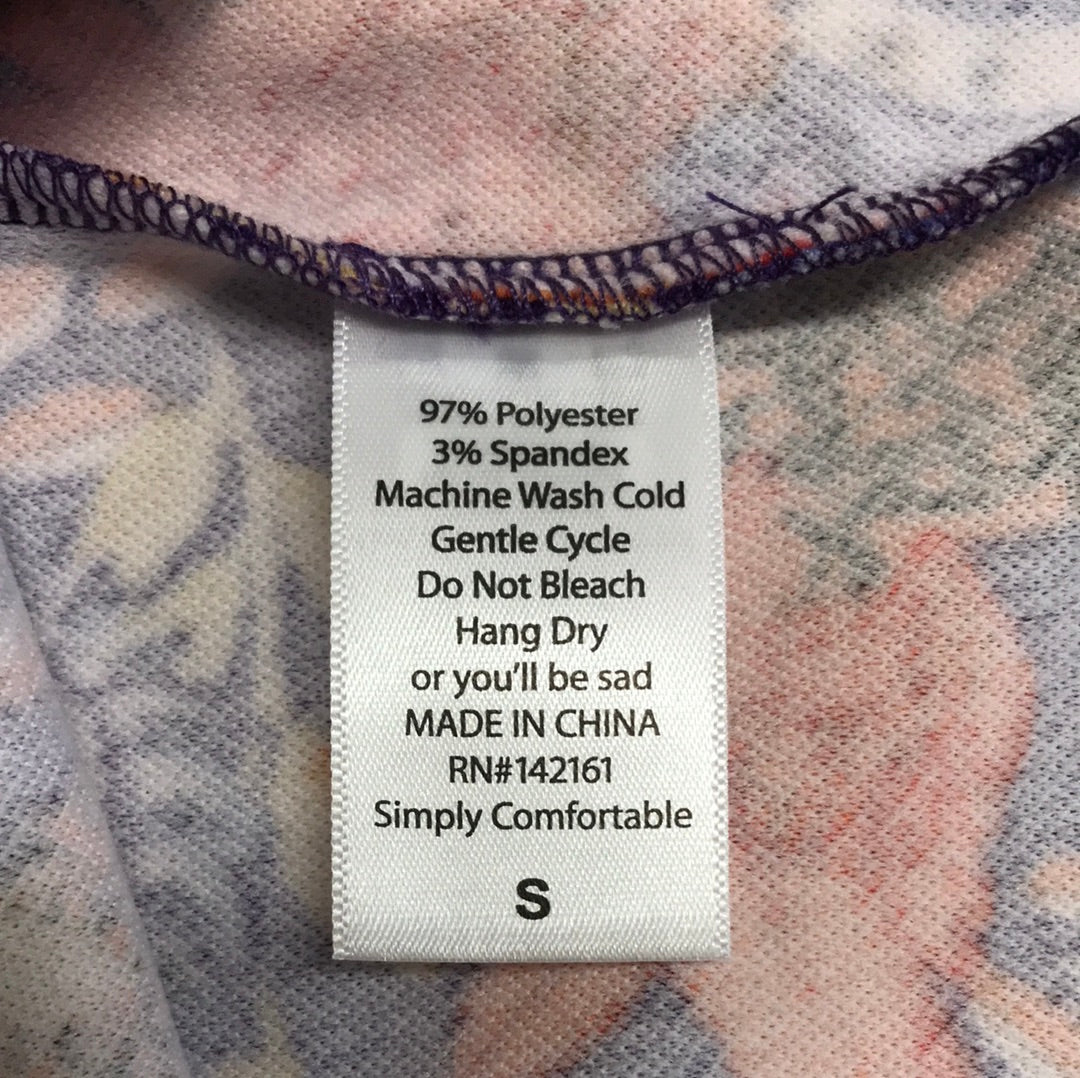 97% Polyester
3% Spandex
Machine Wash Cold
Gentle Cycle
Do Not Bleach
Hang Dry
or you'll be sad
MADE IN CHINA
RN#142161
Simply Comfortable
S